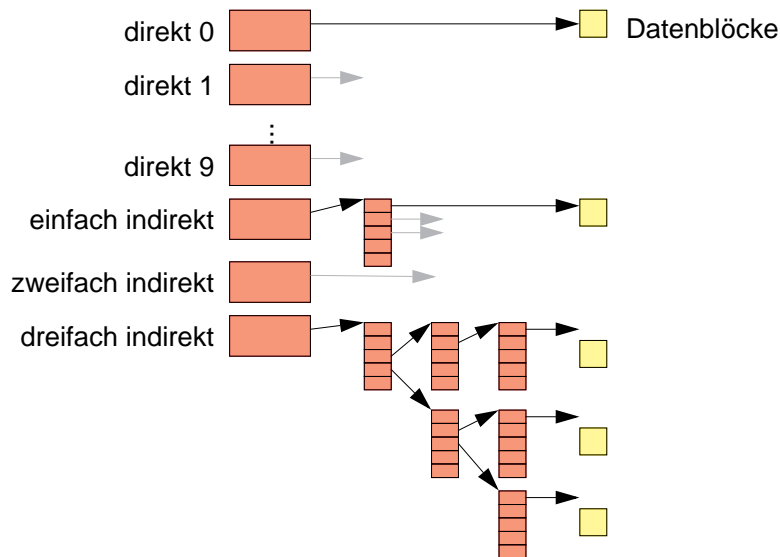 direkt 0
Datenblöcke
direkt 1
...
direkt 9
einfach indirekt
zweifach indirekt
dreifach indirekt